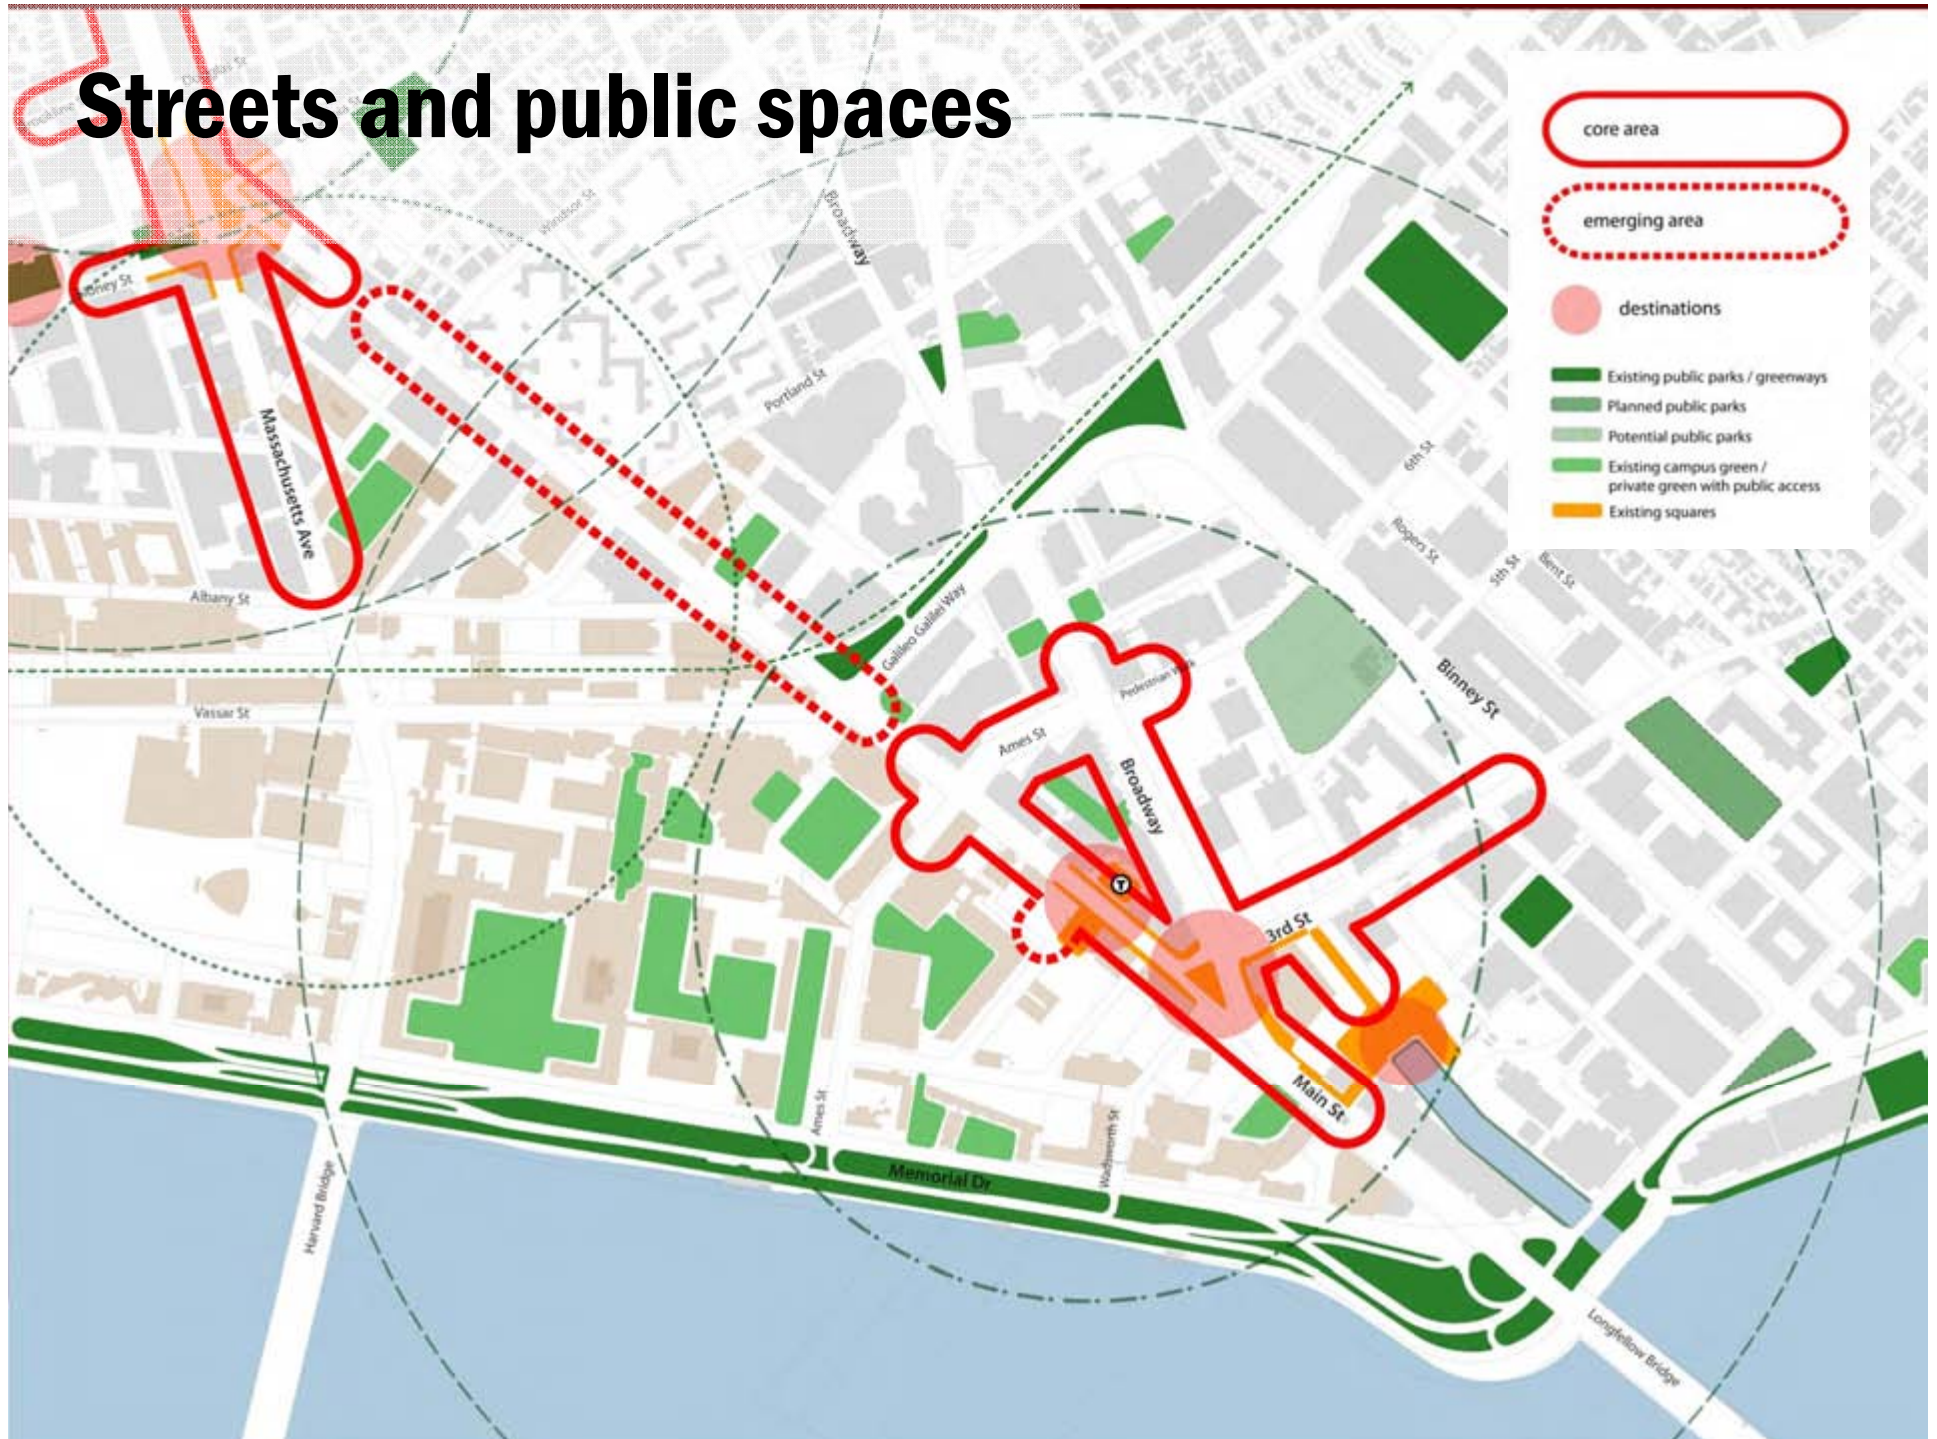 Streets and public spaces
core area
emerging area
destinations
Existing public parks / greenways
Planned public parks
Potential public parks
Existing campus green /
private green with public access
Existing squares
Douglas St
Windsor St
Broadway
Portland St
Massachusetts Ave
6th St
Rogers St
5th St
Bent St
Albany St
Galileo Galilei Way
Binney St
Pedestrian
Vassar St
Ames St
Broadway
T
3rd St
Main St
Ames St
Wadsworth St
Memorial Dr
Harvard Bridge
Longfellow Bridge